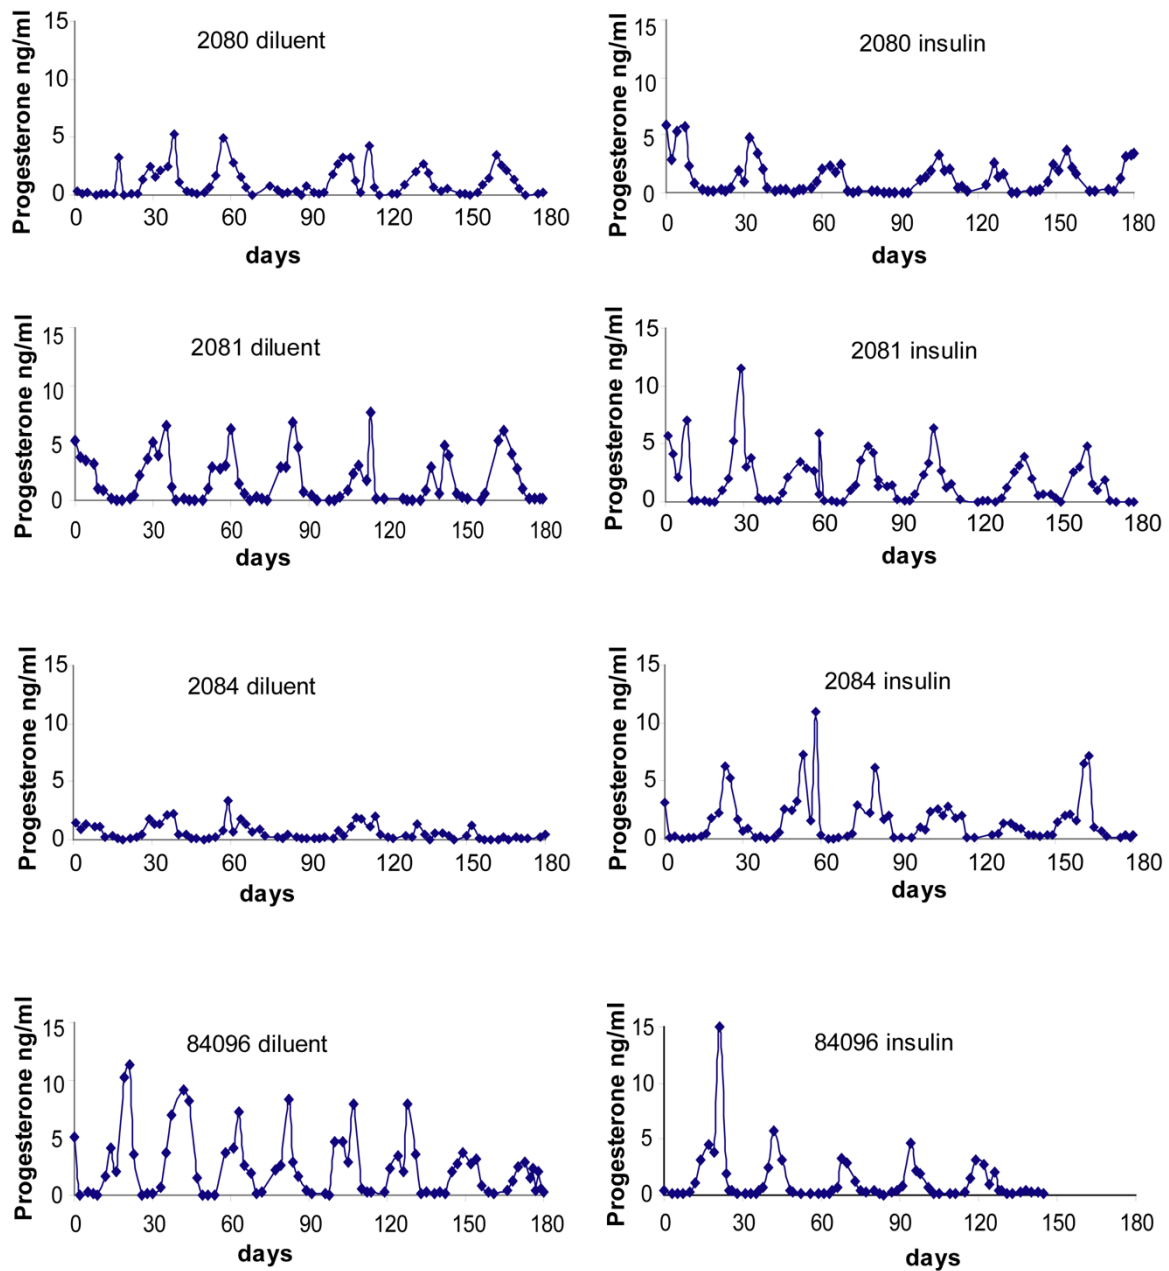 Progesterone ng/ml
15
10
5
0
2080 diluent
0 30 60 90 120 150 180
days
Progesterone ng/ml
15
10
5
0
2080 insulin
0 30 60 90 120 150 180
days
Progesterone ng/ml
15
10
5
0
2081 diluent
0 30 60 90 120 150 180
days
Progesterone ng/ml
15
10
5
0
2081 insulin
0 30 60 90 120 150 180
days
Progesterone ng/ml
15
10
5
0
2084 diluent
0 30 60 90 120 150 180
days
Progesterone ng/ml
15
10
5
0
2084 insulin
0 30 60 90 120 150 180
days
Progesterone ng/ml
15
10
5
0
84096 diluent
0 30 60 90 120 150 180
days
Progesterone ng/ml
15
10
5
0
84096 insulin
0 30 60 90 120 150 180
days